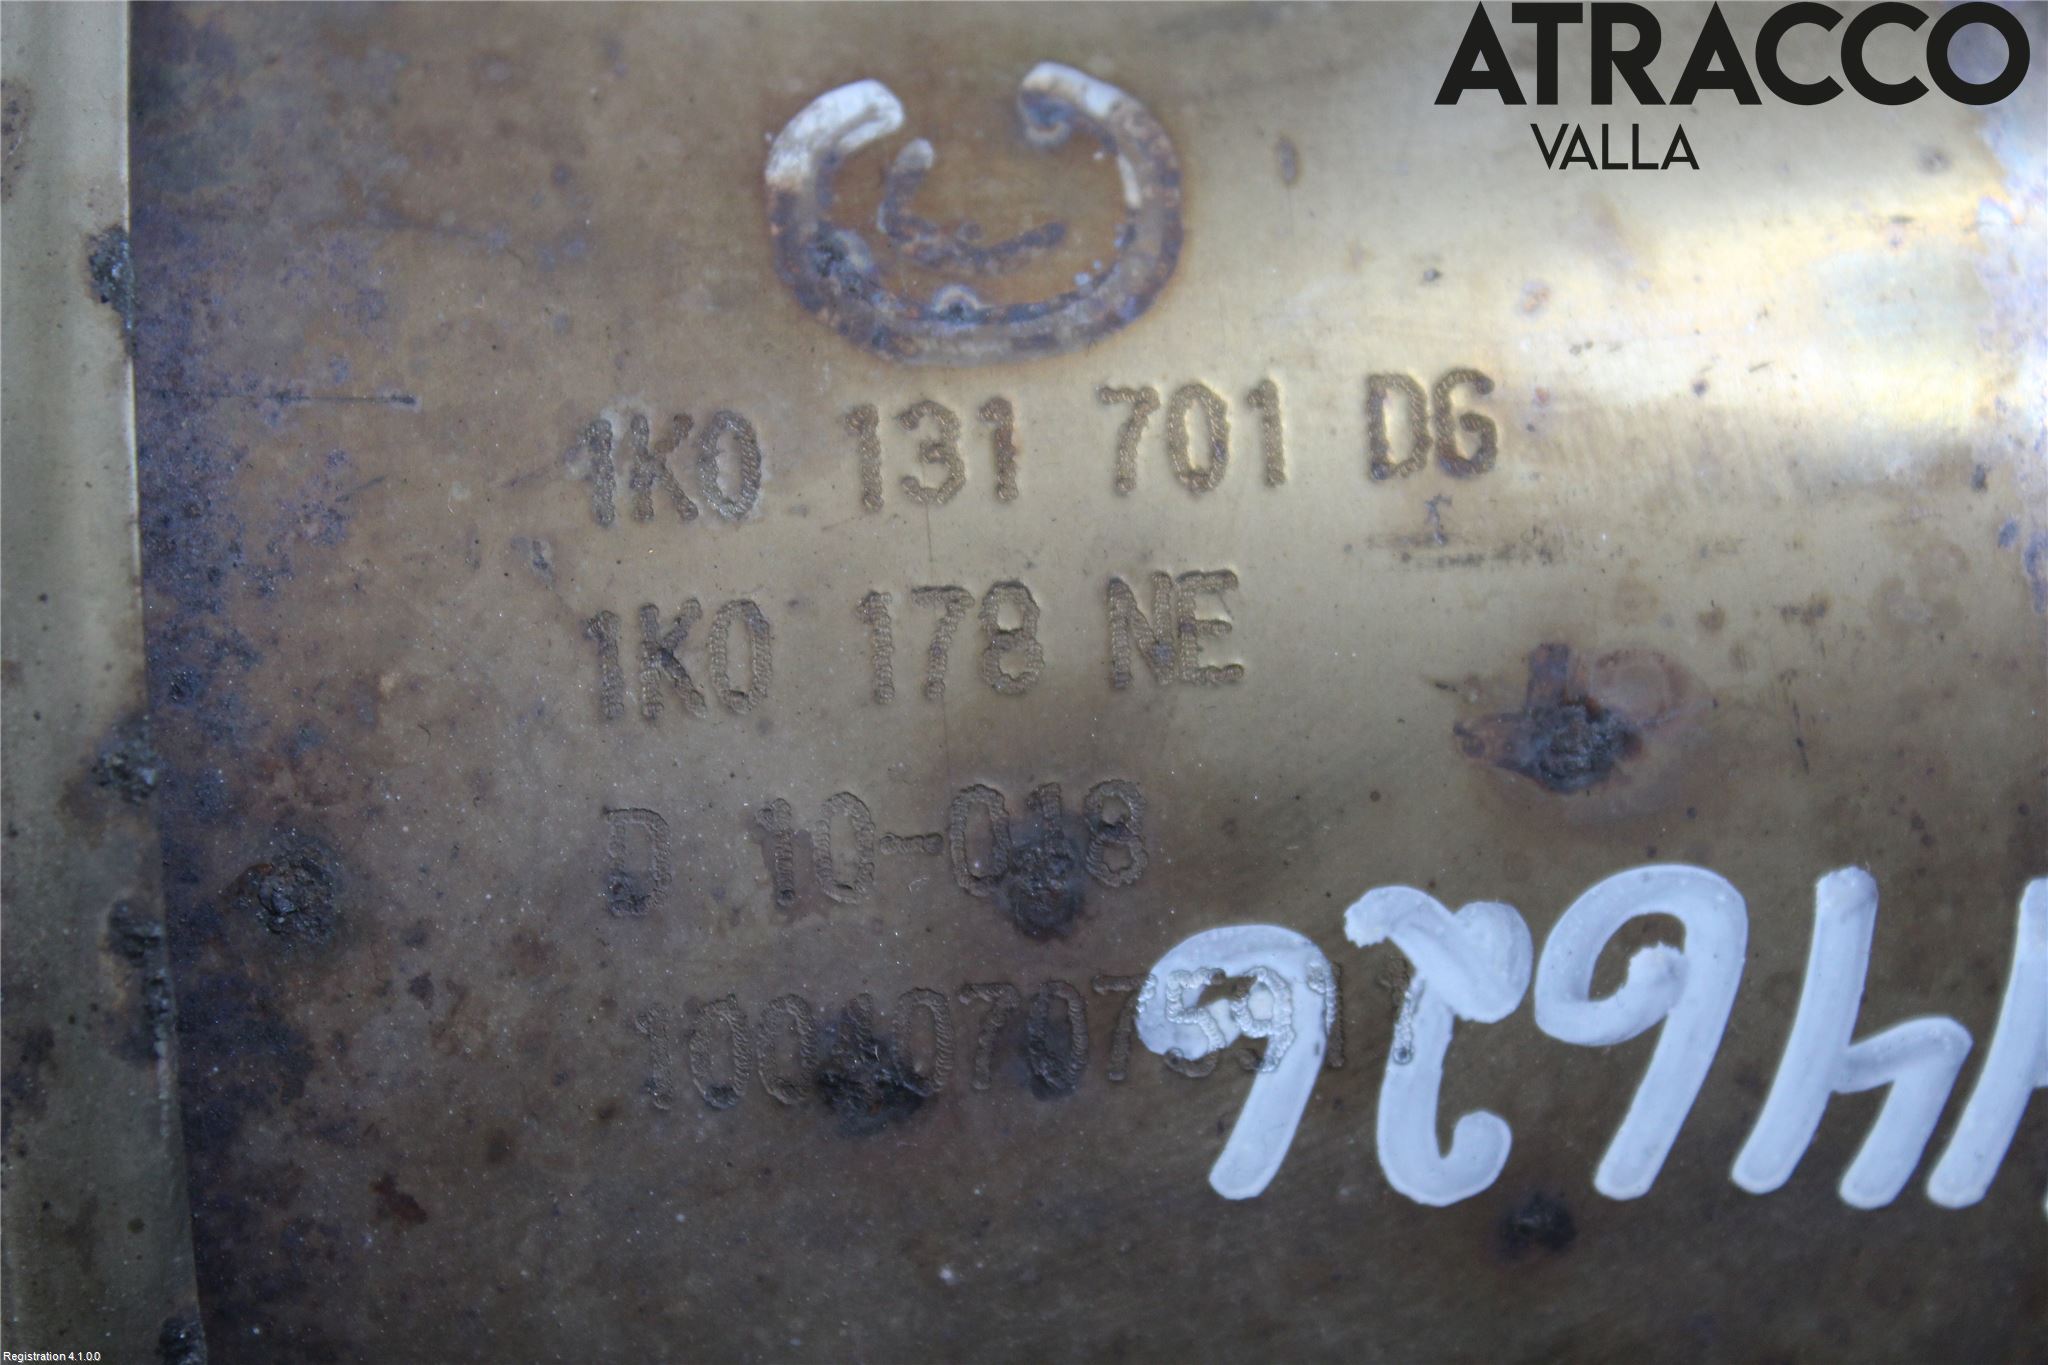 ATRACCO
VALLA
1K0 131 701 DG
1K0 178 NE
D 10-018
Registration 4.1.0.0